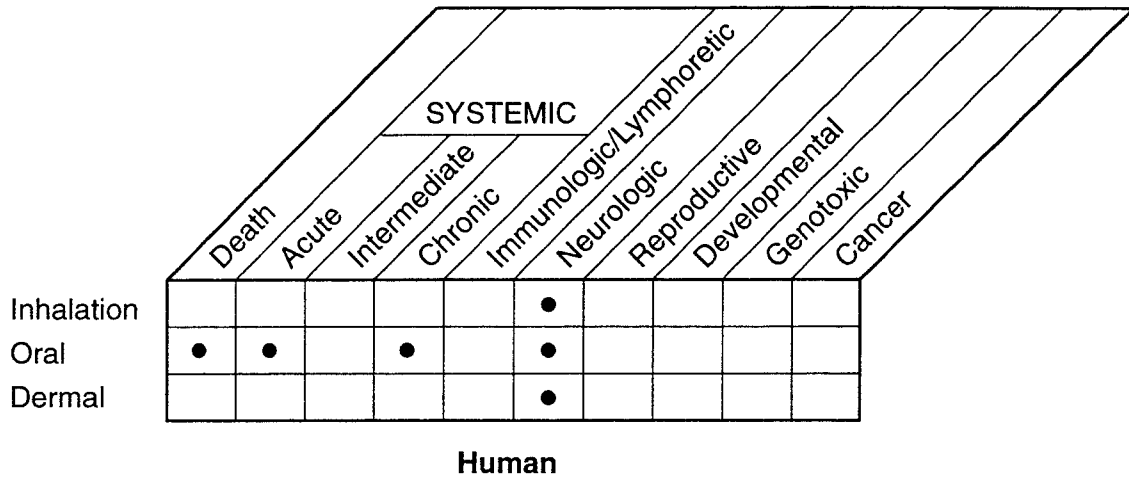 SYSTEMIC
Death
Acute
Intermediate
Chronic
Immunologic/Lymphoretic
Neurologic
Reproductive
Developmental
Genotoxic
Cancer
Inhalation
Oral
Dermal
Human